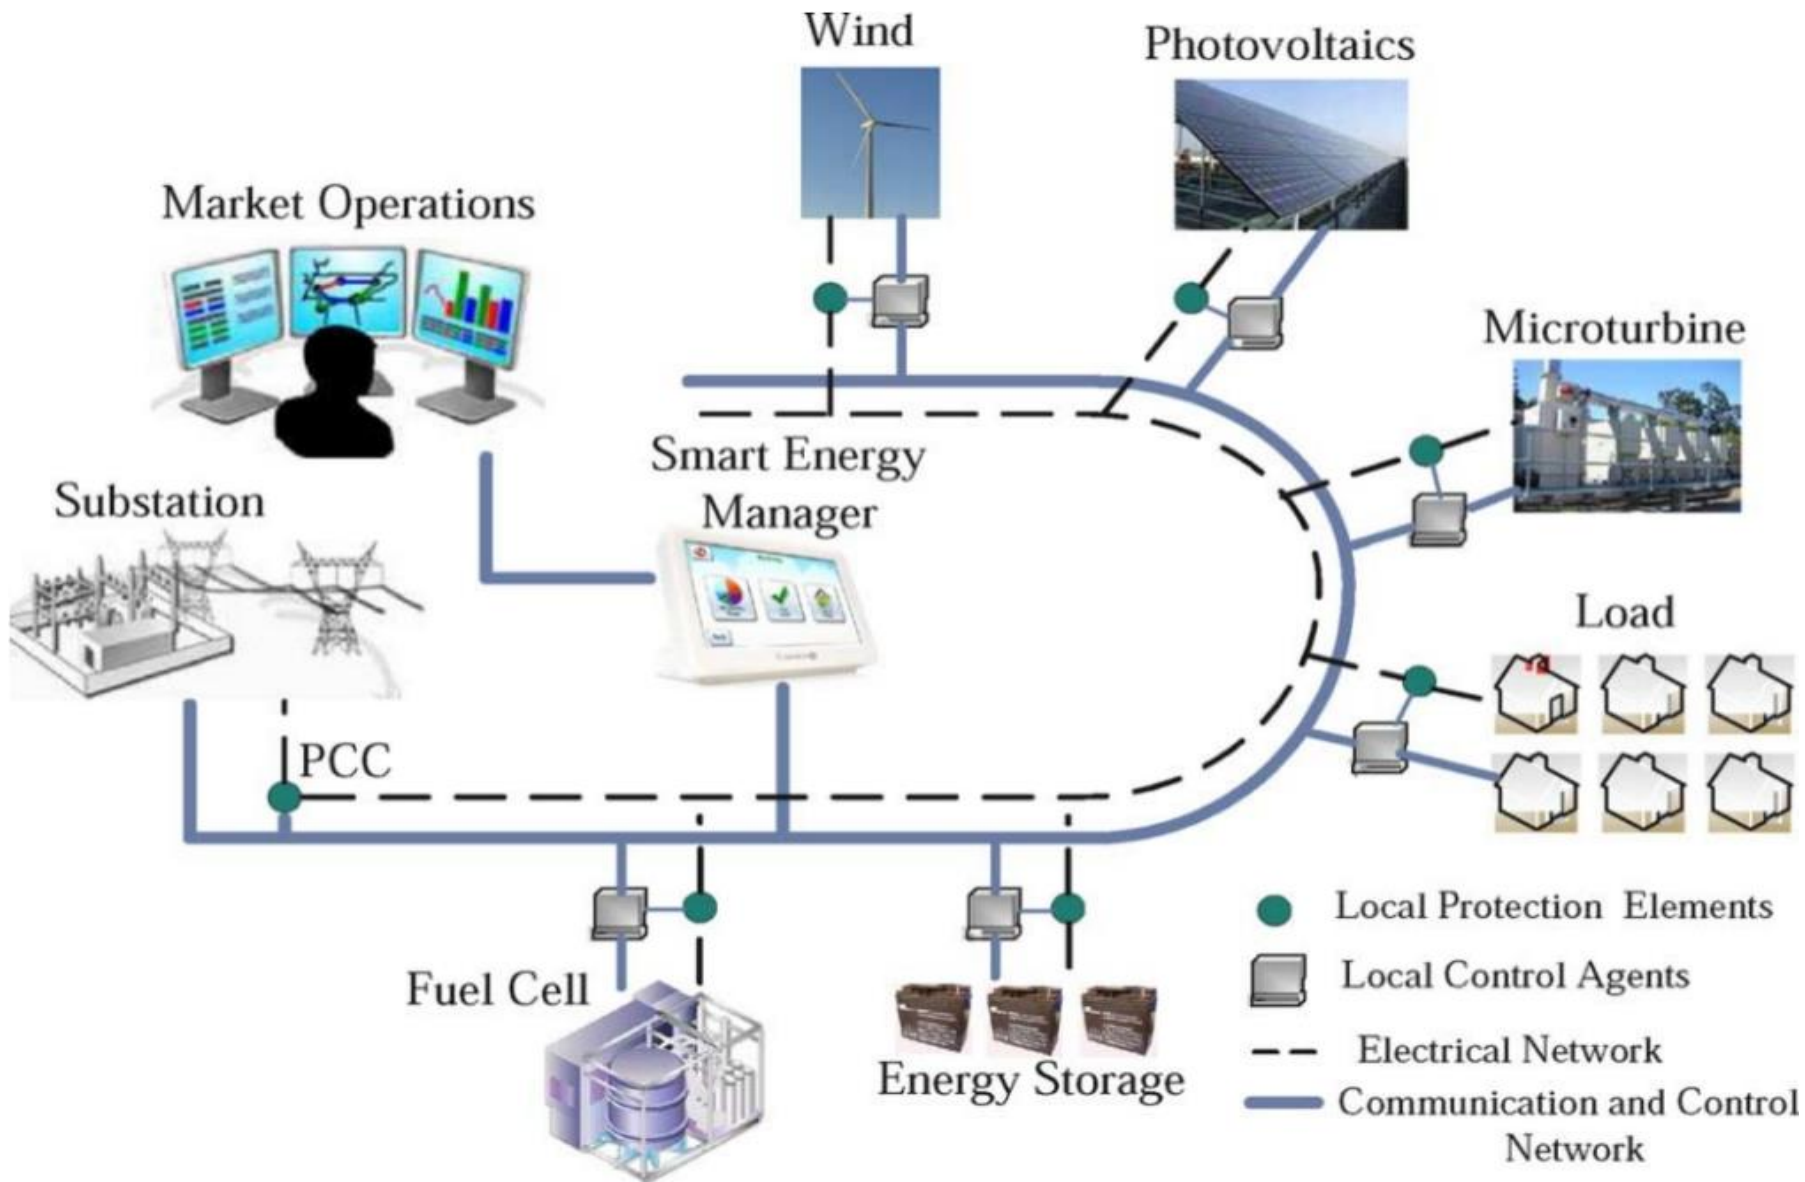 Wind
Photovoltaics
Market Operations
Microturbine
Smart Energy
Manager
Substation
Load
PCC
Fuel Cell
Energy Storage
Local Protection Elements
Local Control Agents
Electrical Network
Communication and Control
Network